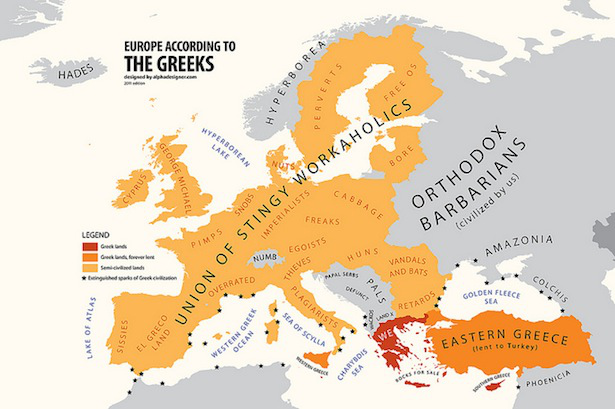 EUROPE ACCORDING TO
THE GREEKS
designed by alphadesigner.com
2011 edition
HADES
HYPERBOREA
PERVERTS
FREE OS
HYPERBOREAN
LAKE
GEORGE MICHAEL
CYPRUS
NUTS
BORE
UNION OF STINGY WORKAHOLICS
ORTHODOX
BARBARIANS
(civilized by us)
SNOBS
IMPERIALISTS
CABBAGE
PIMPS
FREAKS
LEGEND
Greek lands
Greek lands, forever lent
Semi-civilized lands
Extinguished sparks of Greek civilization
EGOISTS
NUMB
HUNS
THIEVES
VANDALS
AND BATS
AMAZONIA
OVERRATED
PAPAL SERBS
PALS
DEFUNCT
COLCHIS
PLAGIARISTS
RETARDS
GOLDEN FLEECE
SEA
LAKE OF ATLAS
SISSIES
EL GRECO
LAND
WESTERN GREEK
OCEAN
SEA OF SCYLLA
LAND X
WE
EASTERN GREECE
(lent to Turkey)
WESTERN GREECE
CHARYBDIS
SEA
ROCKS FOR SALE
SOUTHERN GREECE
PHOENICIA